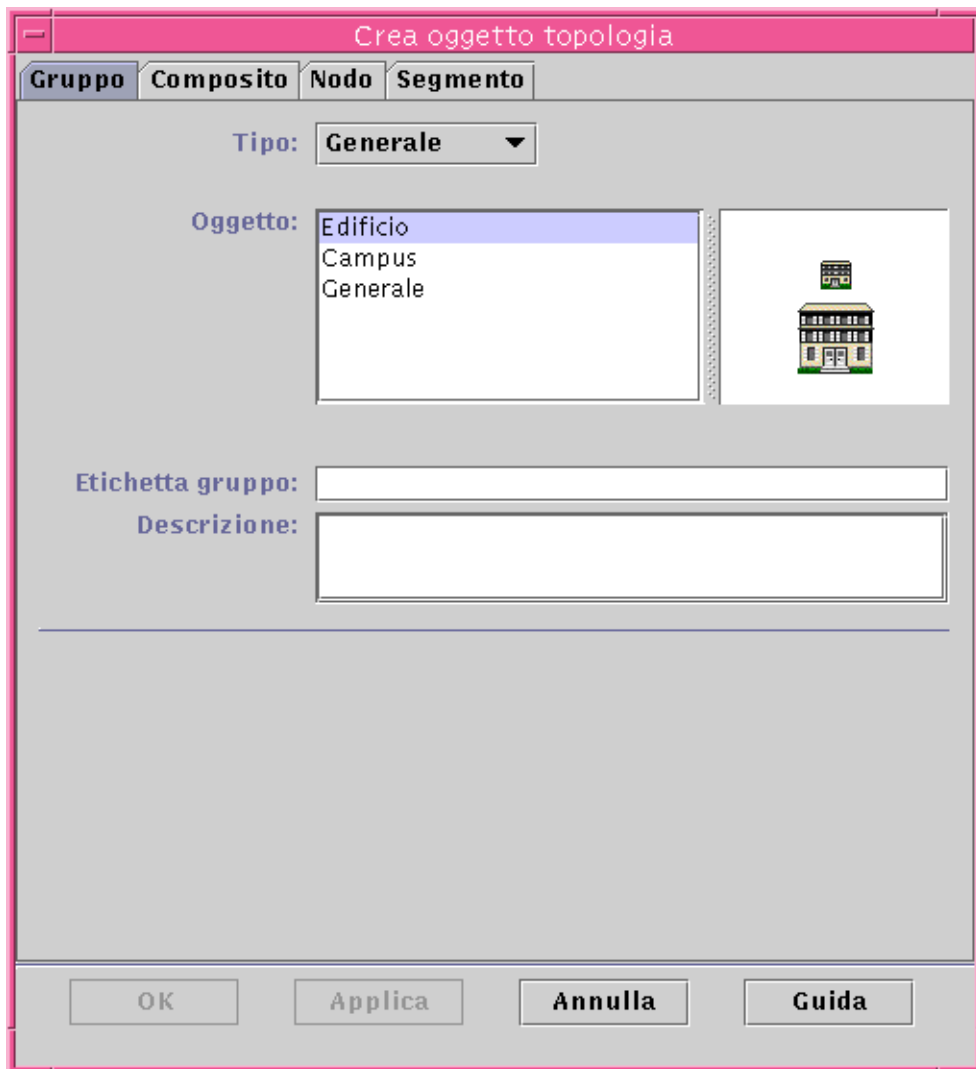 Crea oggetto topologia
Gruppo Composito Nodo Segmento
Tipo: Generale
Oggetto: Edificio
Campus
Generale
Etichetta gruppo:
Descrizione:
OK Applica Annulla Guida